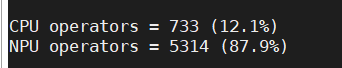 CPU operators = 733 (12.1%)
NPU operators = 5314 (87.9%)